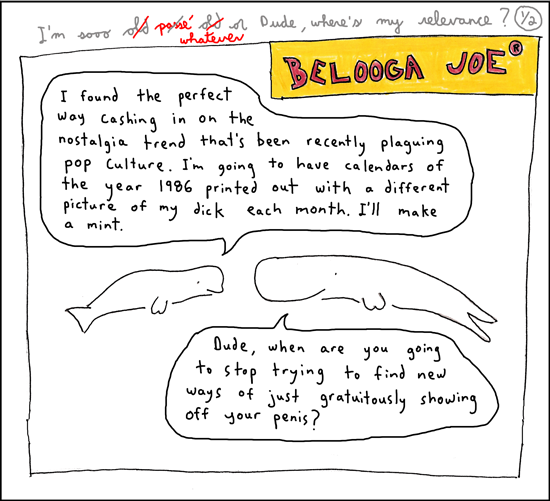 I'm sooo old passé old or Dude, where's my relevance? 1/2
whatever
BELOOGA JOE®
I found the perfect
way cashing in on the
nostalgia trend that's been recently plaguing
pop culture. I'm going to have calendars of
the year 1986 printed out with a different
picture of my dick each month. I'll make
a mint.
Dude, when are you going
to stop trying to find new
ways of just gratuitously showing
off your penis?